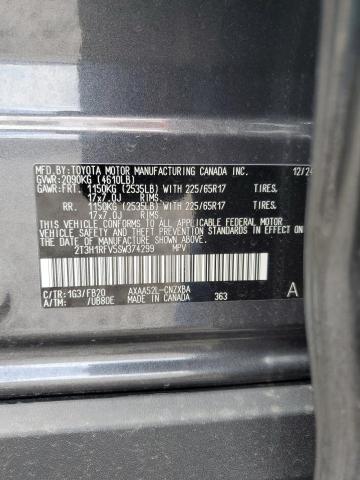 MFD.BY:TOYOTA MOTOR MANUFACTURING CANADA INC. 12/24
GVWR:2090KG (4610LB)
GAWR:FRT. 1150KG (2535LB) WITH 225/65R17 TIRES,
17x7.0J RIMS,
RR. 1150KG (2535LB) WITH 225/65R17 TIRES,
17x7.0J RIMS,
THIS VEHICLE CONFORMS TO ALL APPLICABLE FEDERAL MOTOR
VEHICLE SAFETY AND BUMPER STANDARDS IN EFFECT ON THE DATE OF
MANUFACTURE SHOWN ABOVE.
2T3H1RFV5SW374299 MPV
C/TR:1G3/FB20 AXAA52L-CNZXBA
A/TM: /UB80E MADE IN CANADA 363 A